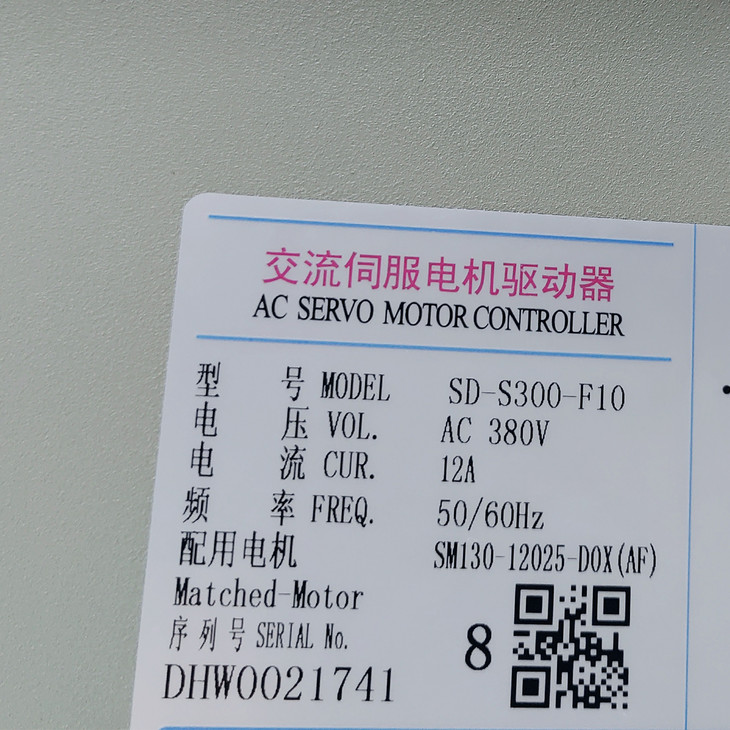 交流伺服电机驱动器
AC SERVO MOTOR CONTROLLER
型 号 MODEL SD-S300-F10
电 压 VOL. AC 380V
电 流 CUR. 12A
频 率 FREQ. 50/60Hz
配用电机 SM130-12025-D0X(AF)
Matched-Motor
序列号 SERIAL No.
8
DHW0021741